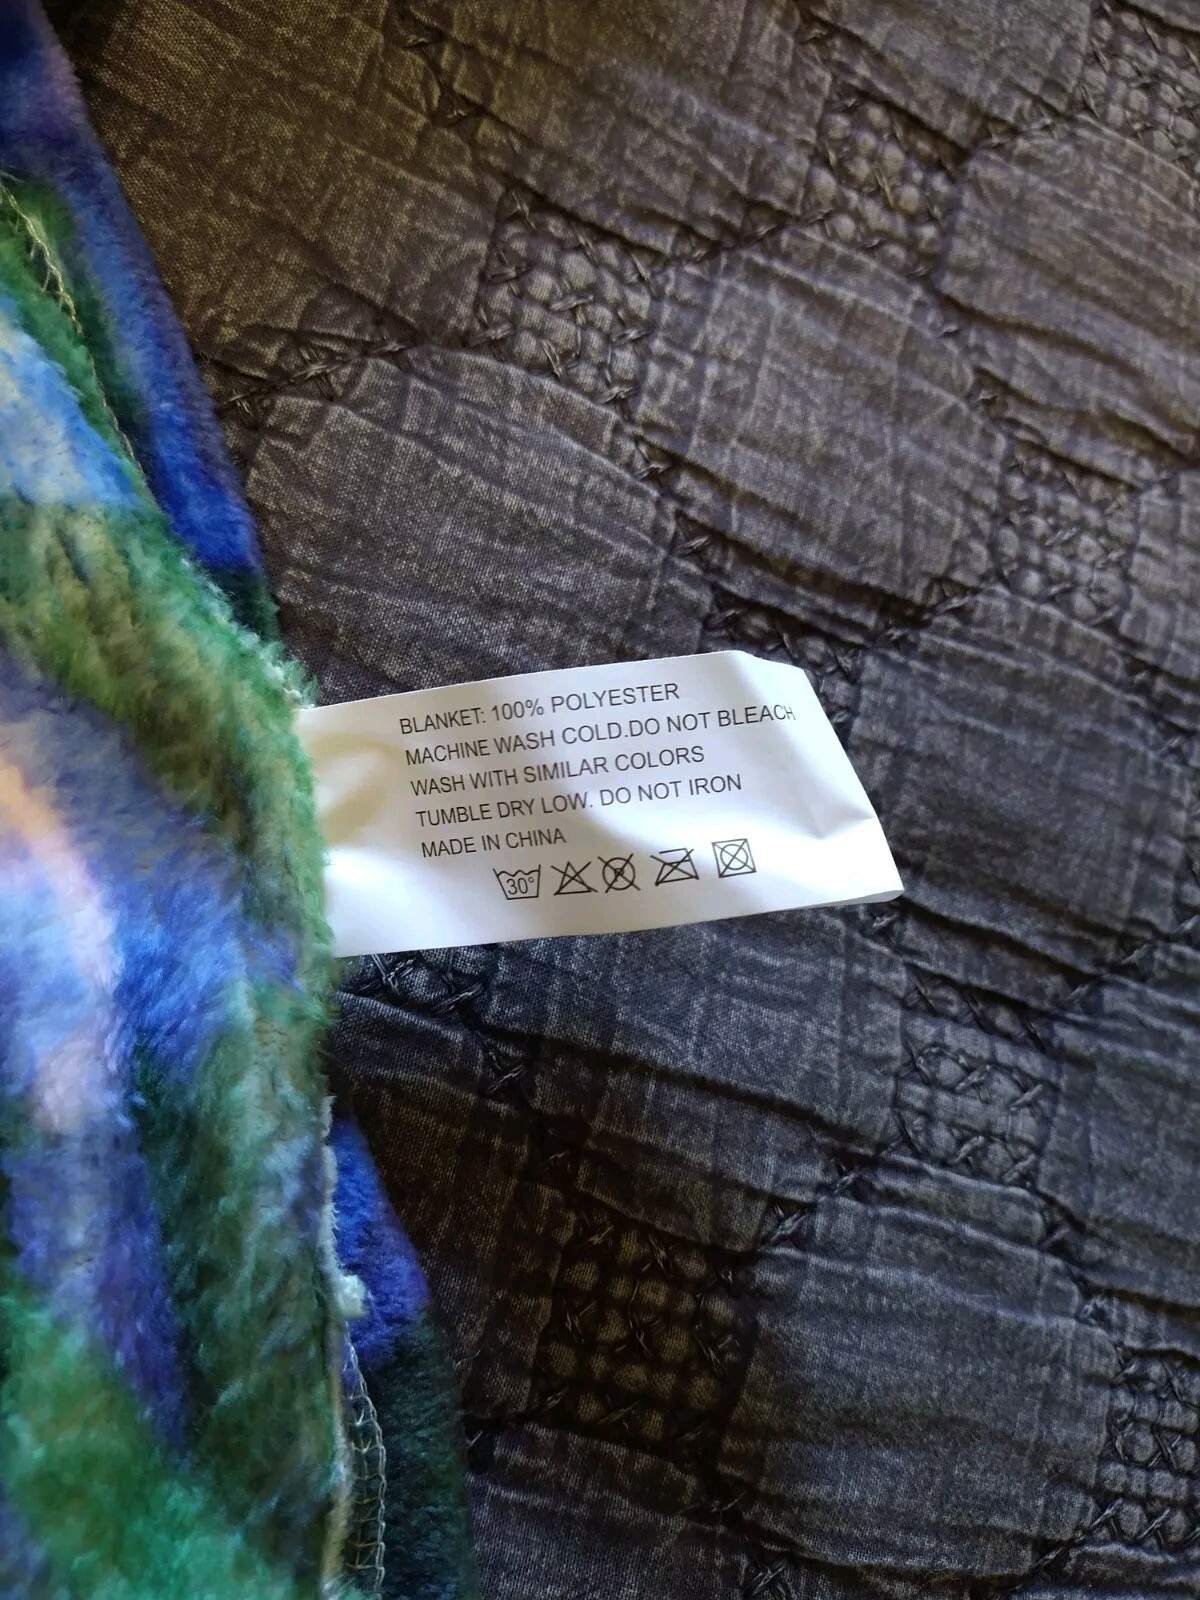 BLANKET: 100% POLYESTER
MACHINE WASH COLD.DO NOT BLEACH
WASH WITH SIMILAR COLORS
TUMBLE DRY LOW. DO NOT IRON
MADE IN CHINA
30°